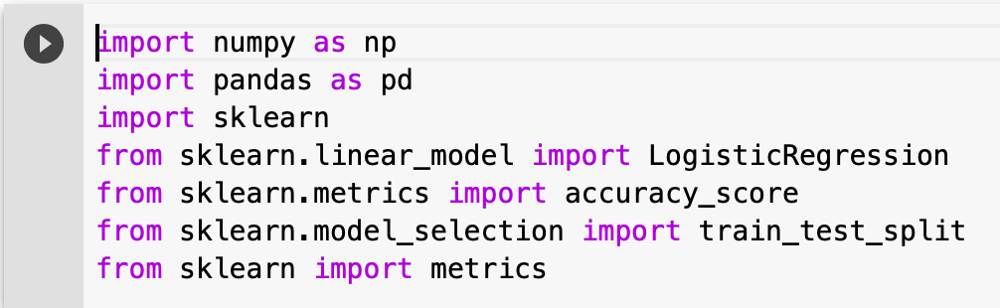 import numpy as np
import pandas as pd
import sklearn
from sklearn.linear_model import LogisticRegression
from sklearn.metrics import accuracy_score
from sklearn.model_selection import train_test_split
from sklearn import metrics